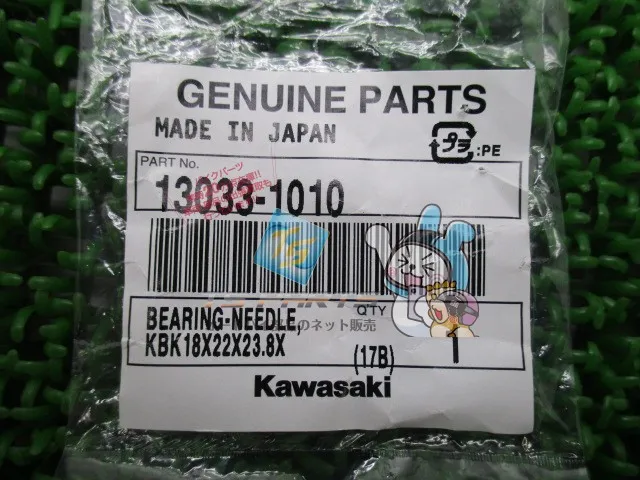 GENUINE PARTS
MADE IN JAPAN
プラ :PE
PART No.
13033-1010
BEARING-NEEDLE,
KBK18X22X23.8X
QTY
のネット販売
(17B)
1
Kawasaki